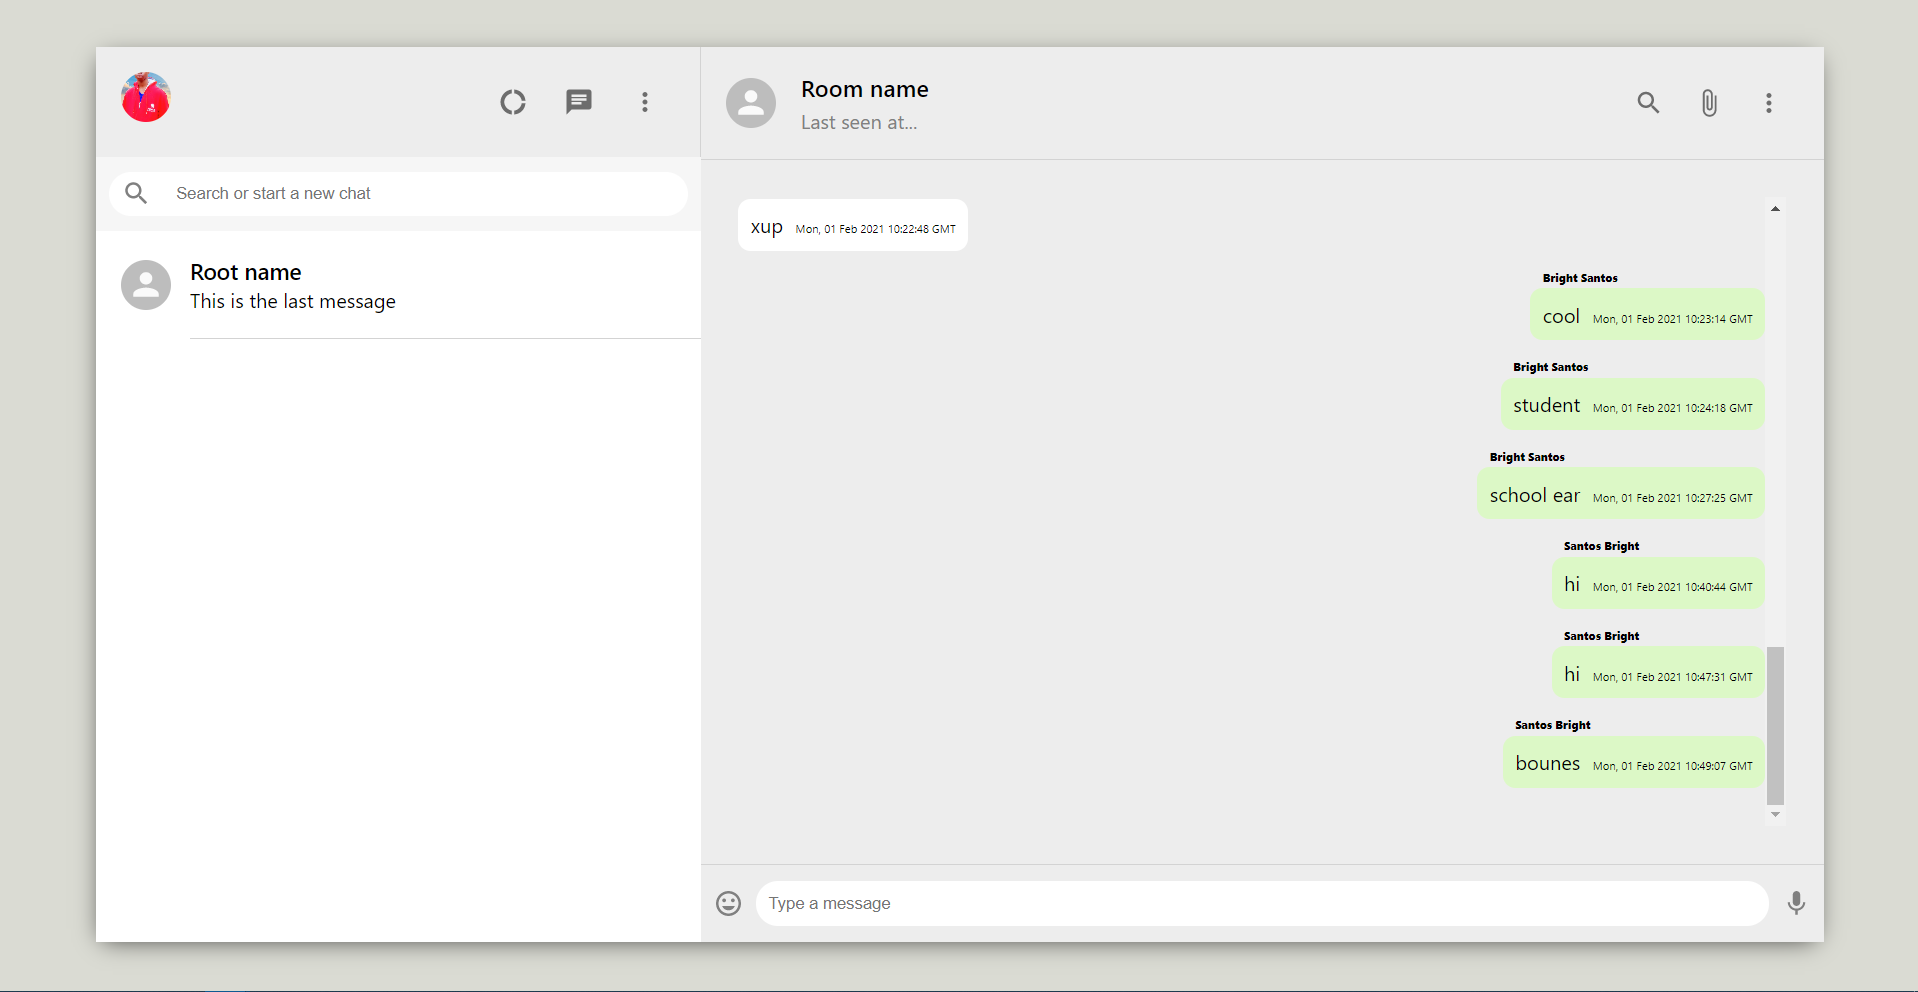 Search or start a new chat
Root name
This is the last message
Room name
Last seen at...
xup Mon, 01 Feb 2021 10:22:48 GMT
Bright Santos
cool Mon, 01 Feb 2021 10:23:14 GMT
Bright Santos
student Mon, 01 Feb 2021 10:24:18 GMT
Bright Santos
school ear Mon, 01 Feb 2021 10:27:25 GMT
Santos Bright
hi Mon, 01 Feb 2021 10:40:44 GMT
Santos Bright
hi Mon, 01 Feb 2021 10:47:31 GMT
Santos Bright
bounes Mon, 01 Feb 2021 10:49:07 GMT
Type a message